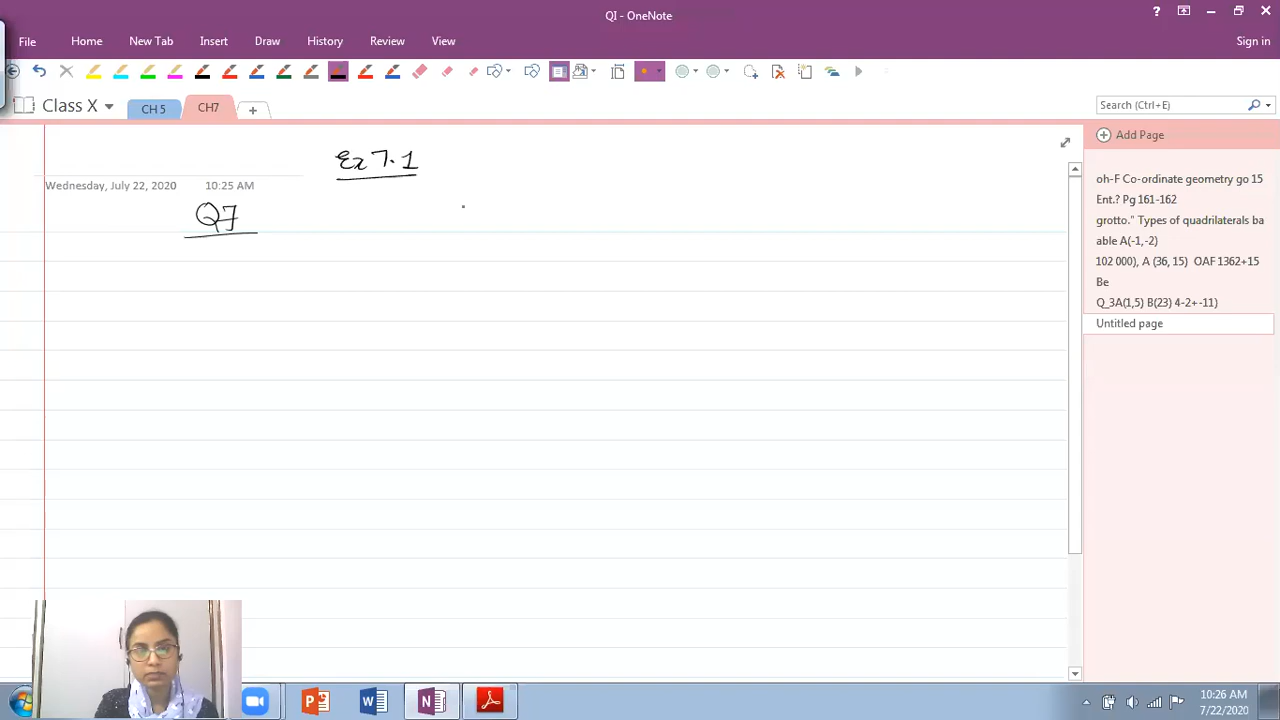 QI - OneNote
File Home New Tab Insert Draw History Review View Sign in
Class X CH 5 CH7 Search (Ctrl+E)
Add Page
Ex 7.1
Wednesday, July 22, 2020 10:25 AM
Q7
oh-F Co-ordinate geometry go 15
Ent.? Pg 161-162
grotto." Types of quadrilaterals ba
able A(-1,-2)
102 000), A (36, 15) OAF 1362+15
Be
Q_3A(1,5) B(23) 4-2+-11)
Untitled page
10:26 AM
7/22/2020